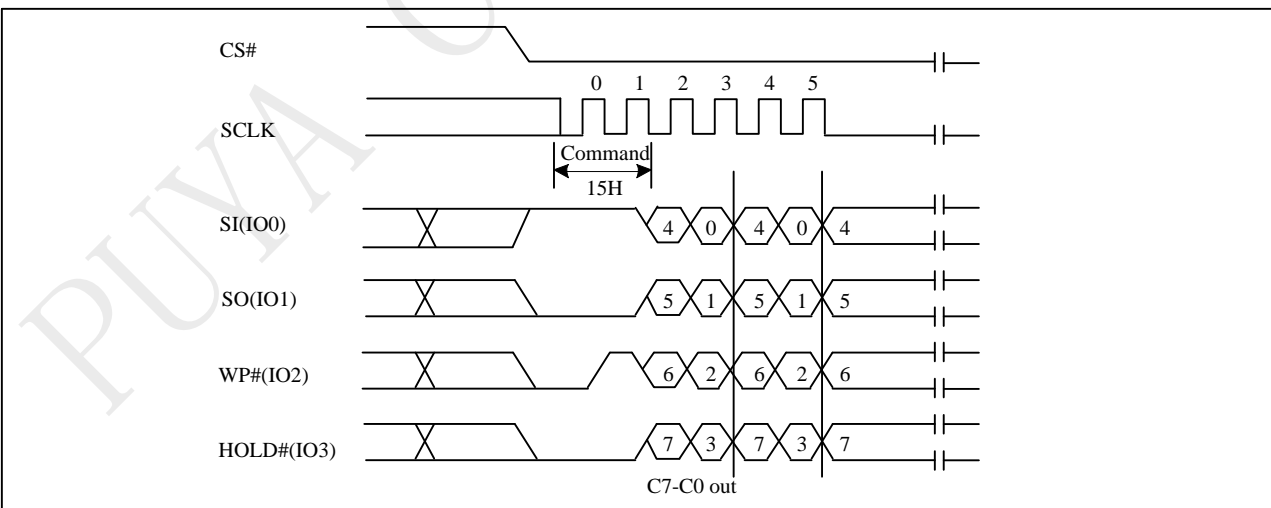 CS#
0 1 2 3 4 5
SCLK
Command
15H
SI(IO0) 4 0 4 0 4
SO(IO1) 5 1 5 1 5
WP#(IO2) 6 2 6 2 6
HOLD#(IO3) 7 3 7 3 7
C7-C0 out
PUYA